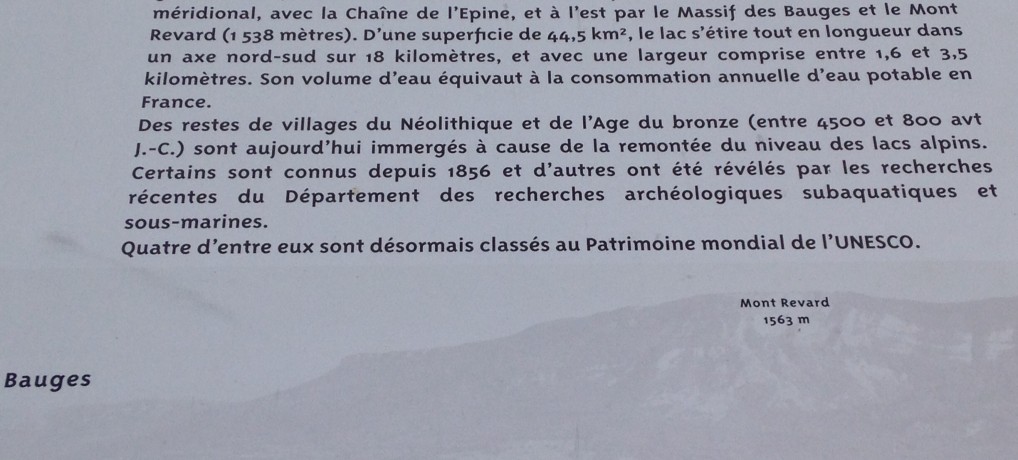 méridional, avec la Chaîne de l'Epine, et à l'est par le Massif des Bauges et le Mont
Revard (1 538 mètres). D'une superficie de 44,5 km², le lac s'étire tout en longueur dans
un axe nord-sud sur 18 kilomètres, et avec une largeur comprise entre 1,6 et 3,5
kilomètres. Son volume d'eau équivaut à la consommation annuelle d'eau potable en
France.
Des restes de villages du Néolithique et de l'Age du bronze (entre 4500 et 800 avt
J.-C.) sont aujourd'hui immergés à cause de la remontée du niveau des lacs alpins.
Certains sont connus depuis 1856 et d'autres ont été révélés par les recherches
récentes du Département des recherches archéologiques subaquatiques et
sous-marines.
Quatre d'entre eux sont désormais classés au Patrimoine mondial de l'UNESCO.
Mont Revard
1563 m
Bauges